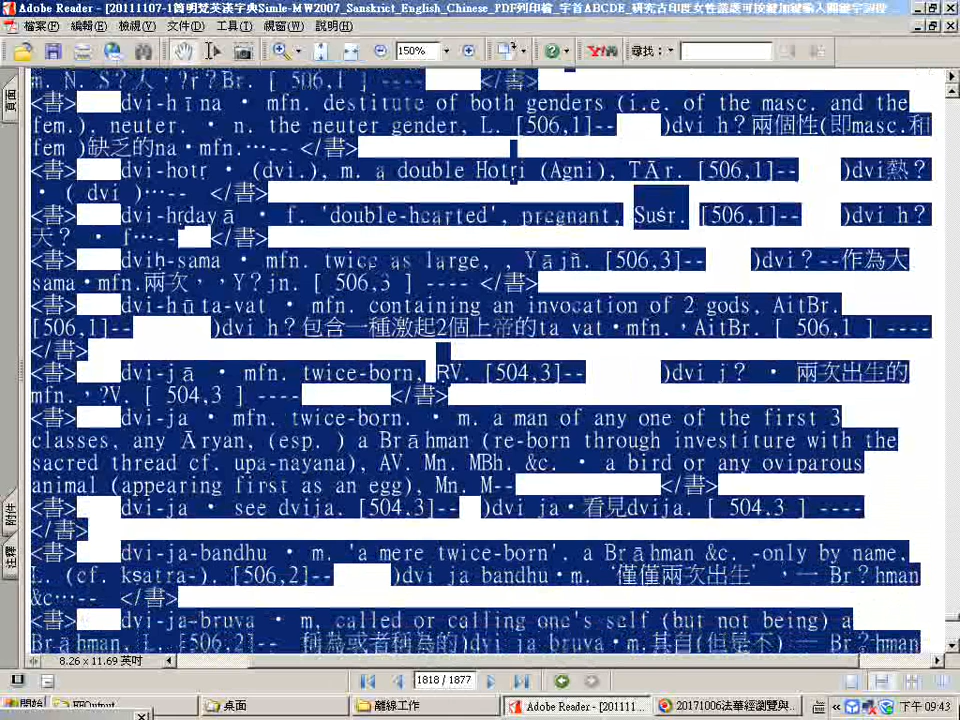 Adobe Reader - [20111107-1簡明梵英漢字典Simle-MW2007_Sanskrit_English_Chinese_PDF列印檔_字首ABCDE_研究古印度女性議題可按
檔案(F) 編輯(E) 檢視(V) 文件(D) 工具(T) 視窗(W) 說明(H)
150% 尋找：
頁面
m. N. S？人，?r？Br. [ 506,1 ] ---- </書>
<書> dvi-hīna ‧ mfn. destitute of both genders (i.e. of the masc. and the
fem.), neuter. ‧ n. the neuter gender, L. [506,1]-- )dvi h？兩個性(即masc.和
fem )缺乏的na‧mfn.…-- </書>
<書> dvi-hotṛ ‧ (dvi.), m. a double Hotṛi (Agni), TĀr. [506,1]-- )dvi熱？
‧ ( dvi )…-- </書>
<書> dvi-hṛdayā ‧ f. 'double-hearted', pregnant, Suśr. [506,1]-- )dvi h？
天？ ‧ f…-- </書>
<書> dviḥ-sama ‧ mfn. twice as large, , Yājñ. [506,3]-- )dvi？--作為大
sama‧mfn.兩次，，Y？jn. [ 506,3 ] ---- </書>
<書> dvi-hūta-vat ‧ mfn. containing an invocation of 2 gods, AitBr.
[506,1]-- )dvi h？包含一種激起2個上帝的ta vat‧mfn.，AitBr. [ 506,1 ] ----
</書>
<書> dvi-jā ‧ mfn. twice-born, ṚV. [504,3]-- )dvi j？ ‧ 兩次出生的
mfn.，?V. [ 504,3 ] ---- </書>
<書> dvi-ja ‧ mfn. twice-born. ‧ m. a man of any one of the first 3
classes, any Āryan, (esp. ) a Brāhman (re-born through investiture with the
sacred thread cf. upa-nayana), AV. Mn. MBh. &c. ‧ a bird or any oviparous
animal (appearing first as an egg), Mn. M-- </書>
<書> dvi-ja ‧ see dvija. [504,3]-- )dvi ja‧看見dvija. [ 504.3 ] ----
</書>
<書> dvi-ja-bandhu ‧ m. 'a mere twice-born'. a Brāhman &c. -only by name,
L. (cf. kṣatra-). [506,2]-- )dvi ja bandhu‧m.‘僅僅兩次出生’，一 Br？hman
&c…-- </書>
<書> dvi-ja-bruva ‧ m. called or calling one's self (but not being) a
Brāhman, L. [506,2]-- 稱為或者稱為的)dvi ja bruva‧m.其自(但是不) 一 Br？hman
附件
注釋
8.26 x 11.69 英吋
1818 / 1877
開始 桌面 離線工作 Adobe Reader - [201111... 20171006法華經瀏覽與... 下午 09:43